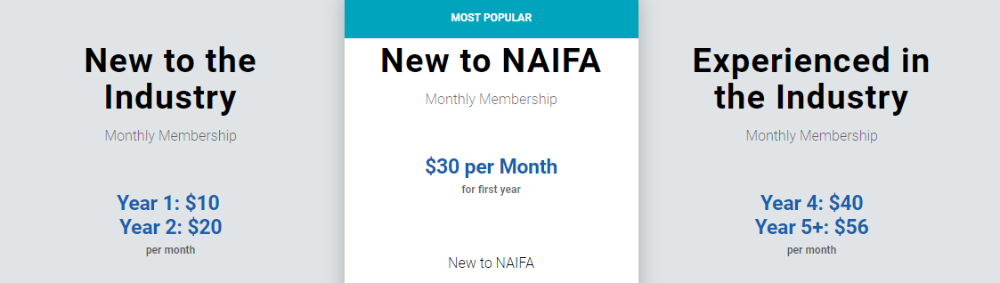 New to the
Industry
Monthly Membership
Year 1: $10
Year 2: $20
per month
MOST POPULAR
New to NAIFA
Monthly Membership
$30 per Month
for first year
New to NAIFA
Experienced in
the Industry
Monthly Membership
Year 4: $40
Year 5+: $56
per month